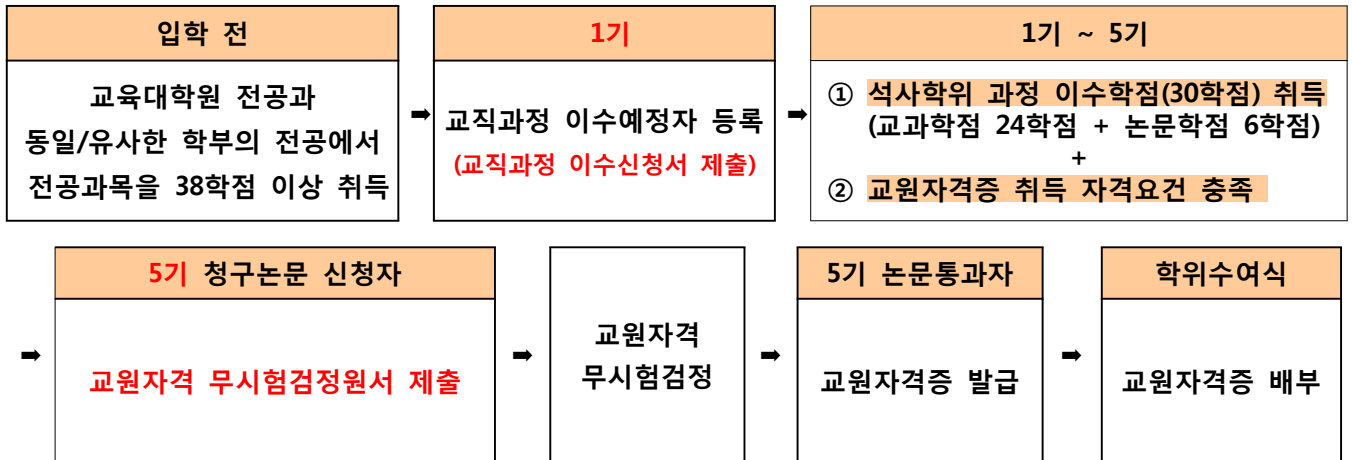 입학 전
교육대학원 전공과
동일/유사한 학부의 전공에서
전공과목을 38학점 이상 취득
➡
1기
교직과정 이수예정자 등록
(교직과정 이수신청서 제출)
➡
1기 ~ 5기
① 석사학위 과정 이수학점(30학점) 취득
(교과학점 24학점 + 논문학점 6학점)
+
② 교원자격증 취득 자격요건 충족
➡
5기 청구논문 신청자
교원자격 무시험검정원서 제출
➡
교원자격
무시험검정
➡
5기 논문통과자
교원자격증 발급
➡
학위수여식
교원자격증 배부